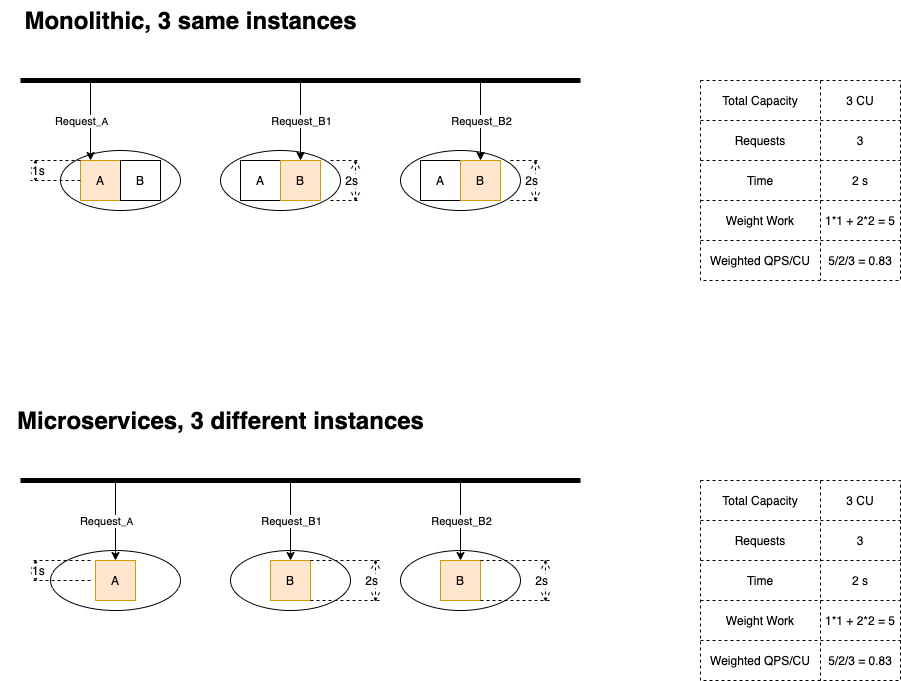 Monolithic, 3 same instances
Request_A
Request_B1
Request_B2
1s
A
B
A
B
2s
A
B
2s
Total Capacity 3 CU
Requests 3
Time 2 s
Weight Work 1*1 + 2*2 = 5
Weighted QPS/CU 5/2/3 = 0.83
Microservices, 3 different instances
Request_A
Request_B1
Request_B2
1s
A
B
2s
B
2s
Total Capacity 3 CU
Requests 3
Time 2 s
Weight Work 1*1 + 2*2 = 5
Weighted QPS/CU 5/2/3 = 0.83